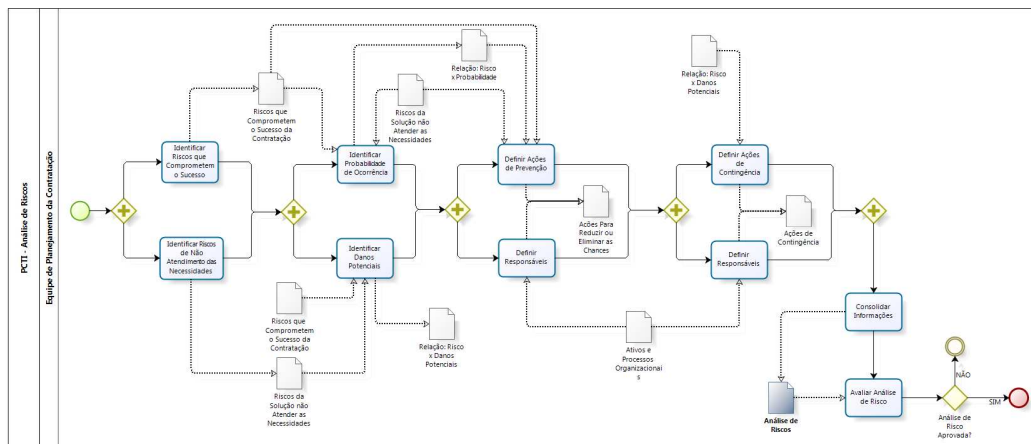 PCTI - Análise de Riscos
Equipe de Planejamento da Contratação
Identificar
Riscos que
Comprometem
o Sucesso
Identificar Riscos
de Não
Atendimento das
Necessidades
Riscos que
Comprometem
o Sucesso da
Contratação
Identificar
Probabilidade
de Ocorrência
Identificar
Danos
Potenciais
Riscos que
Comprometem
o Sucesso da
Contratação
Riscos da
Solução não
Atender as
Necessidades
Relação: Risco
x Probabilidade
Riscos da
Solução não
Atender as
Necessidades
Relação: Risco
x Danos
Potenciais
Definir Ações
de Prevenção
Definir
Responsáveis
Ações Para
Reduzir ou
Eliminar as
Chances
Ativos e
Processos
Organizacionai
s
Relação: Risco
x Danos
Potenciais
Definir Ações
de
Contingência
Definir
Responsáveis
Ações de
Contingência
Consolidar
Informações
Análise de
Riscos
Avaliar Análise
de Risco
NÃO
SIM
Análise de
Risco
Aprovada?